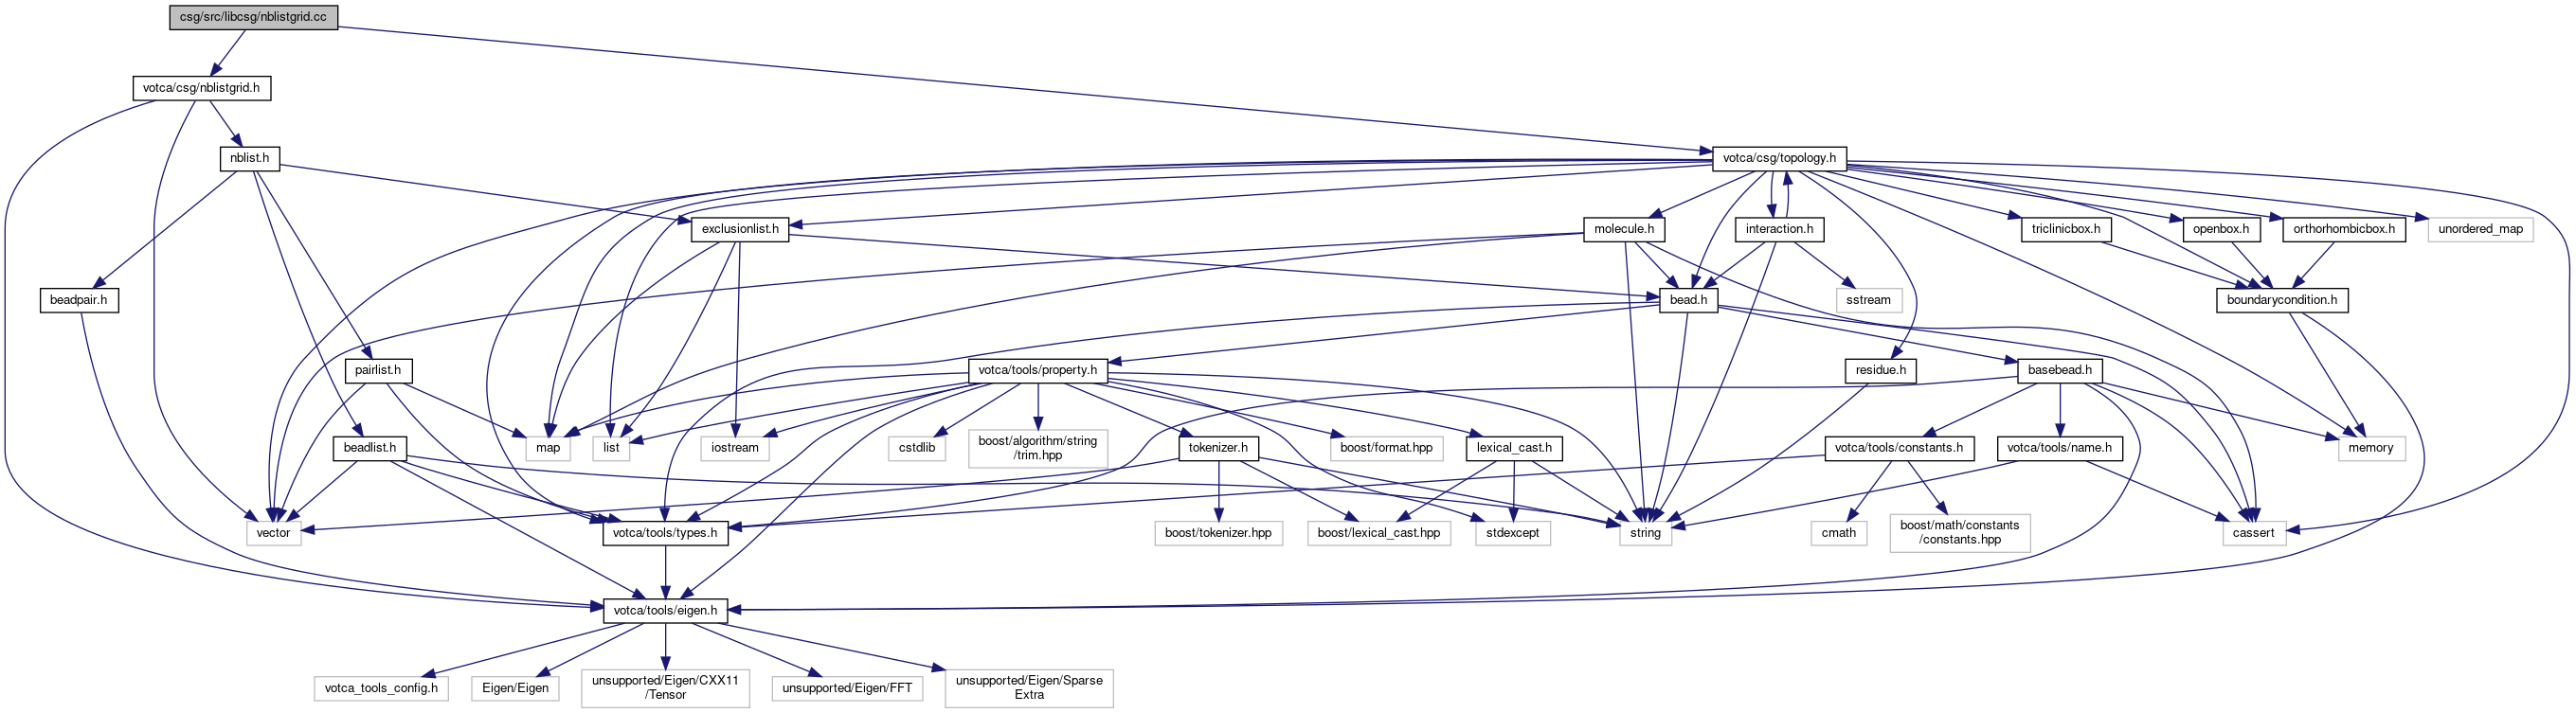 csg/src/libcsg/nblistgrid.cc
votca/csg/nblistgrid.h
nblist.h
votca/csg/topology.h
exclusionlist.h
molecule.h
interaction.h
triclinicbox.h
openbox.h
orthorhombicbox.h
unordered_map
beadpair.h
bead.h
sstream
boundarycondition.h
pairlist.h
votca/tools/property.h
residue.h
basebead.h
beadlist.h
map
list
iostream
cstdlib
boost/algorithm/string
/trim.hpp
tokenizer.h
boost/format.hpp
lexical_cast.h
votca/tools/constants.h
votca/tools/name.h
memory
vector
votca/tools/types.h
boost/tokenizer.hpp
boost/lexical_cast.hpp
stdexcept
string
cmath
boost/math/constants
/constants.hpp
cassert
votca/tools/eigen.h
votca_tools_config.h
Eigen/Eigen
unsupported/Eigen/CXX11
/Tensor
unsupported/Eigen/FFT
unsupported/Eigen/Sparse
Extra